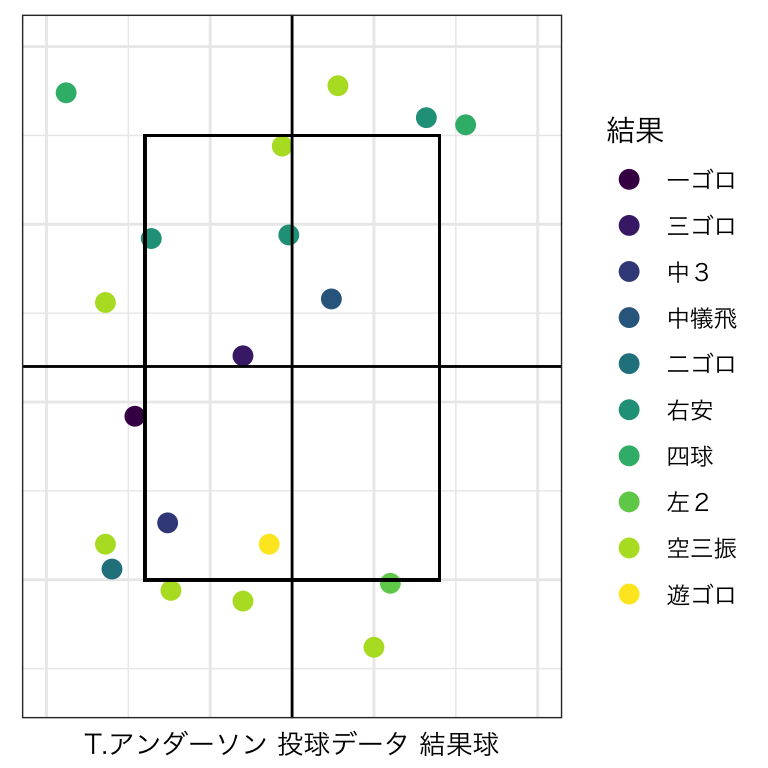 結果
一ゴロ
三ゴロ
中３
中犠飛
二ゴロ
右安
四球
左２
空三振
遊ゴロ
T.アンダーソン 投球データ 結果球